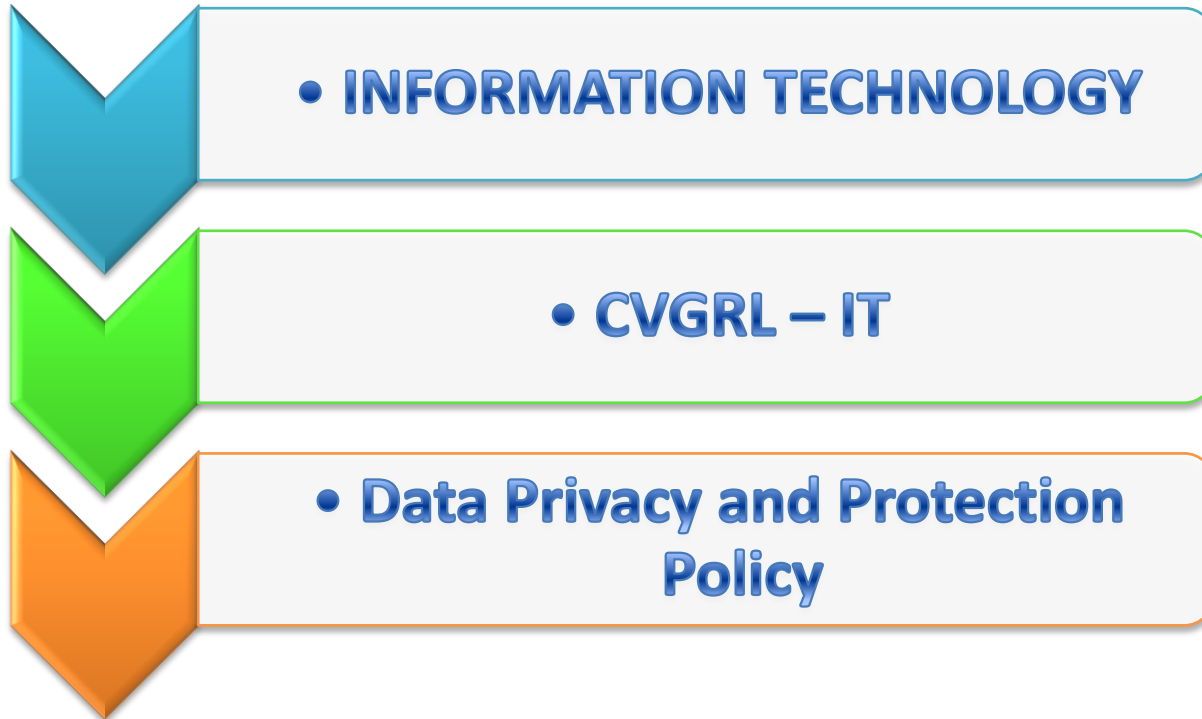 • INFORMATION TECHNOLOGY
• CVGRL – IT
• Data Privacy and Protection
Policy